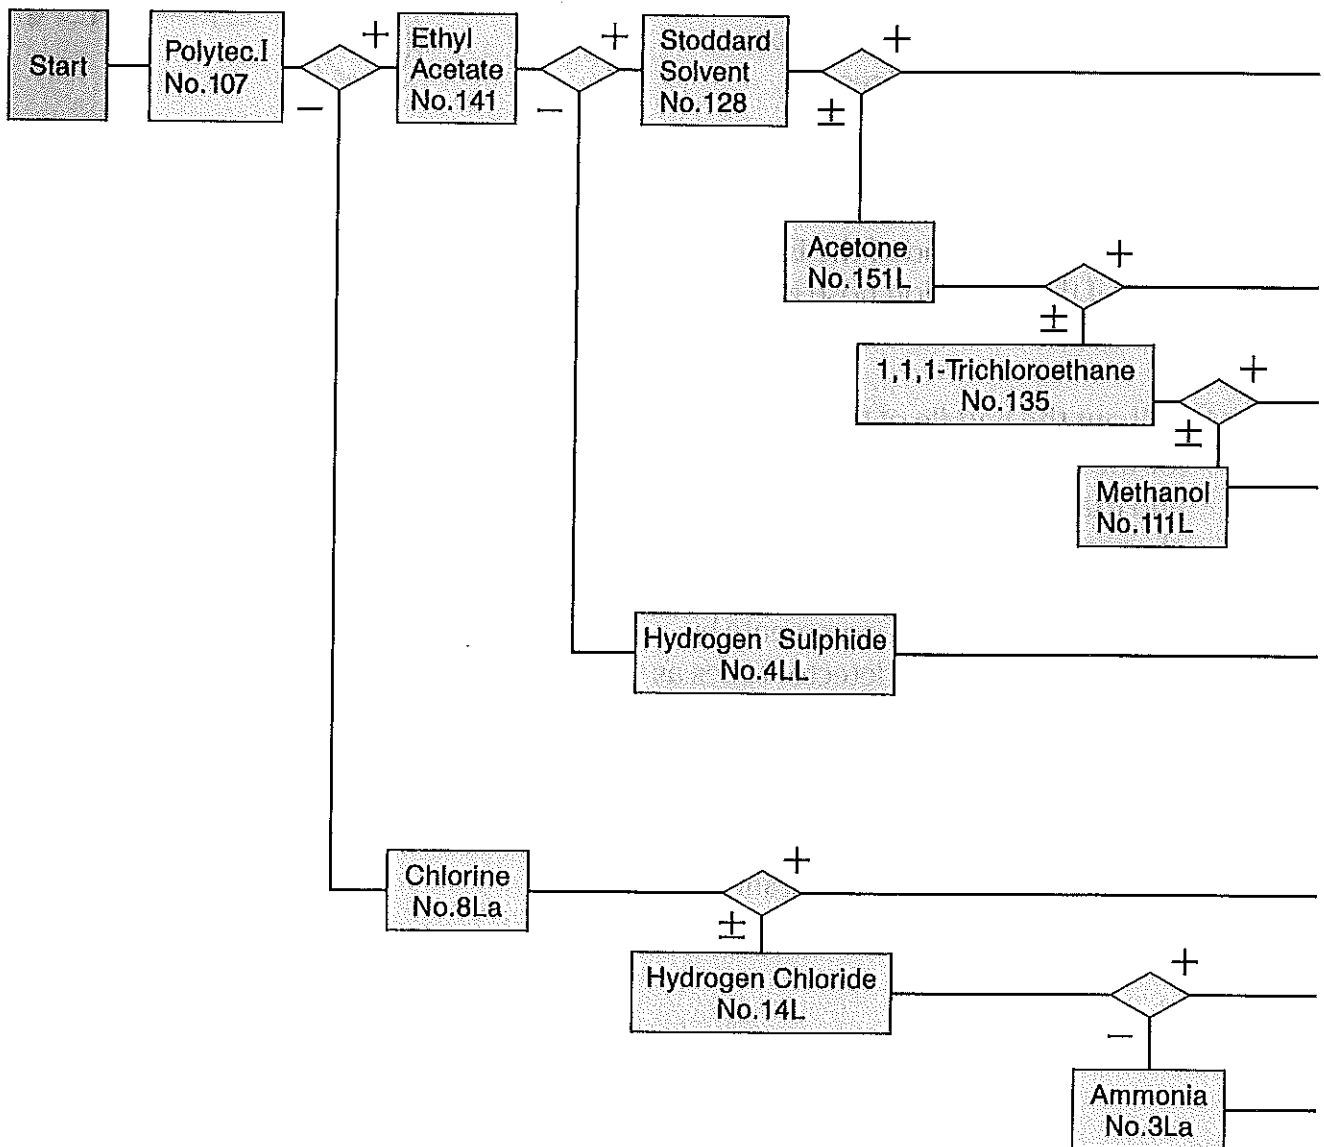 Start
Polytec.I
No.107
+
−
Ethyl
Acetate
No.141
+
−
Stoddard
Solvent
No.128
+
±
Acetone
No.151L
+
±
1,1,1-Trichloroethane
No.135
+
±
Methanol
No.111L
Hydrogen Sulphide
No.4LL
Chlorine
No.8La
+
±
Hydrogen Chloride
No.14L
+
−
Ammonia
No.3La